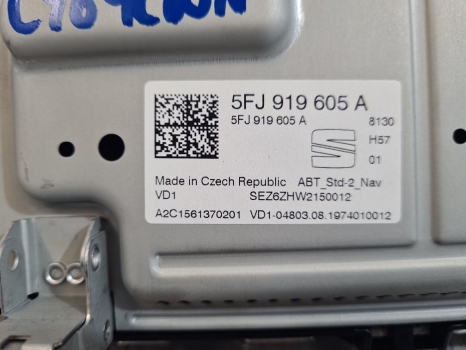 5FJ 919 605 A
5FJ 919 605 A 8130
H57
01
Made in Czech Republic ABT_Std-2_Nav
VD1 SEZ6ZHW2150012
A2C1561370201 VD1-04803.08.1974010012